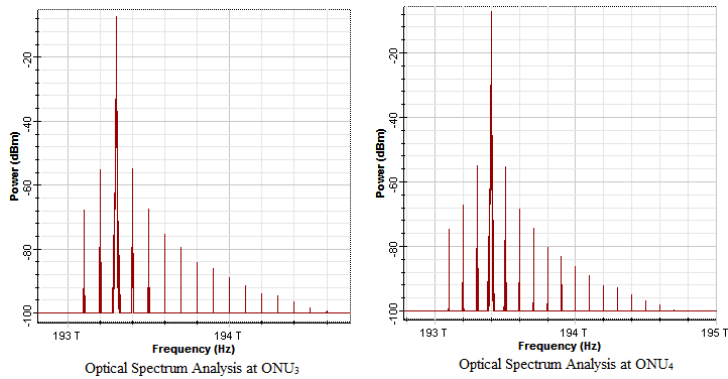 -20
-40
-60
-80
-100
Power (dBm)
193 T
194 T
Frequency (Hz)
Optical Spectrum Analysis at ONU₃
-20
-40
-60
-80
-100
Power (dBm)
193 T
194 T
195 T
Frequency (Hz)
Optical Spectrum Analysis at ONU₄